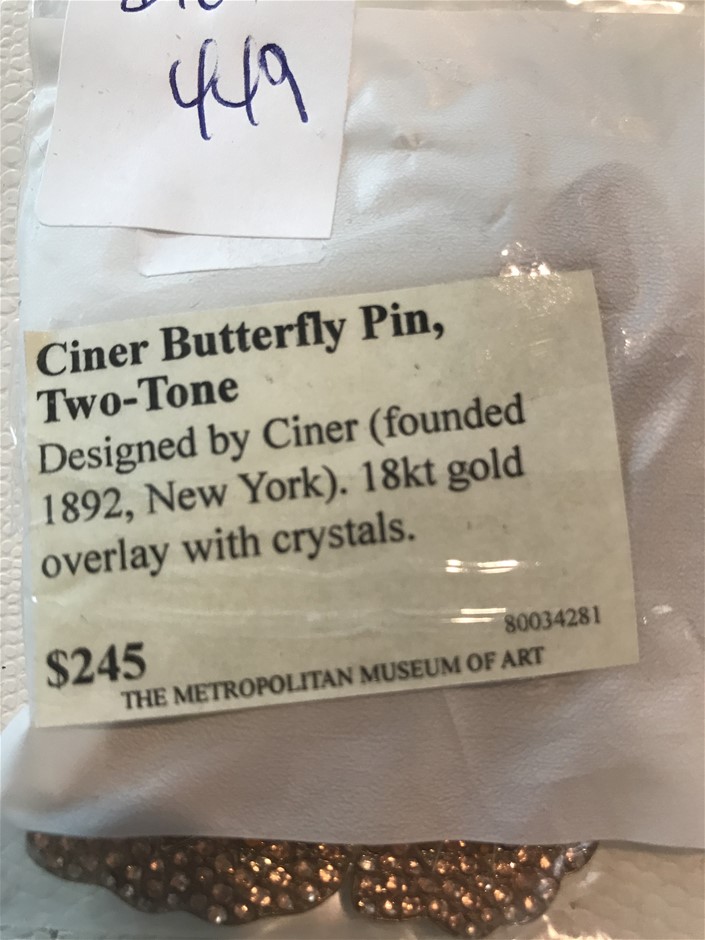 449
Ciner Butterfly Pin,
Two-Tone
Designed by Ciner (founded
1892, New York). 18kt gold
overlay with crystals.
80034281
$245
THE METROPOLITAN MUSEUM OF ART